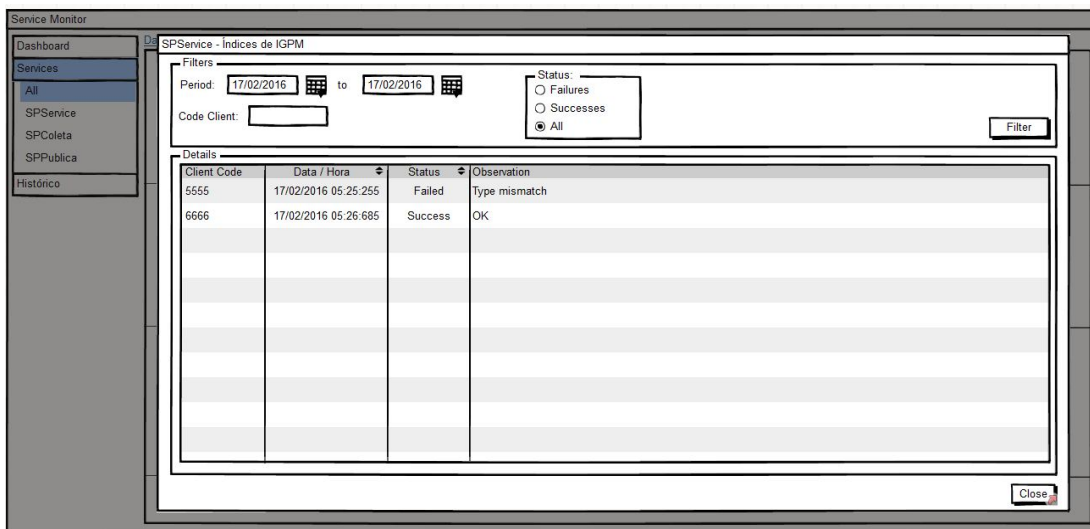 Service Monitor
Dashboard
Services
All
SPService
SPColeta
SPPublica
Histórico
Da
SPService - Índices de IGPM
Filters
Period: 17/02/2016 to 17/02/2016
Code Client:
Status:
Failures
Successes
All
Filter
Details
Client Code Data / Hora Status Observation
5555 17/02/2016 05:25:255 Failed Type mismatch
6666 17/02/2016 05:26:685 Success OK
Close